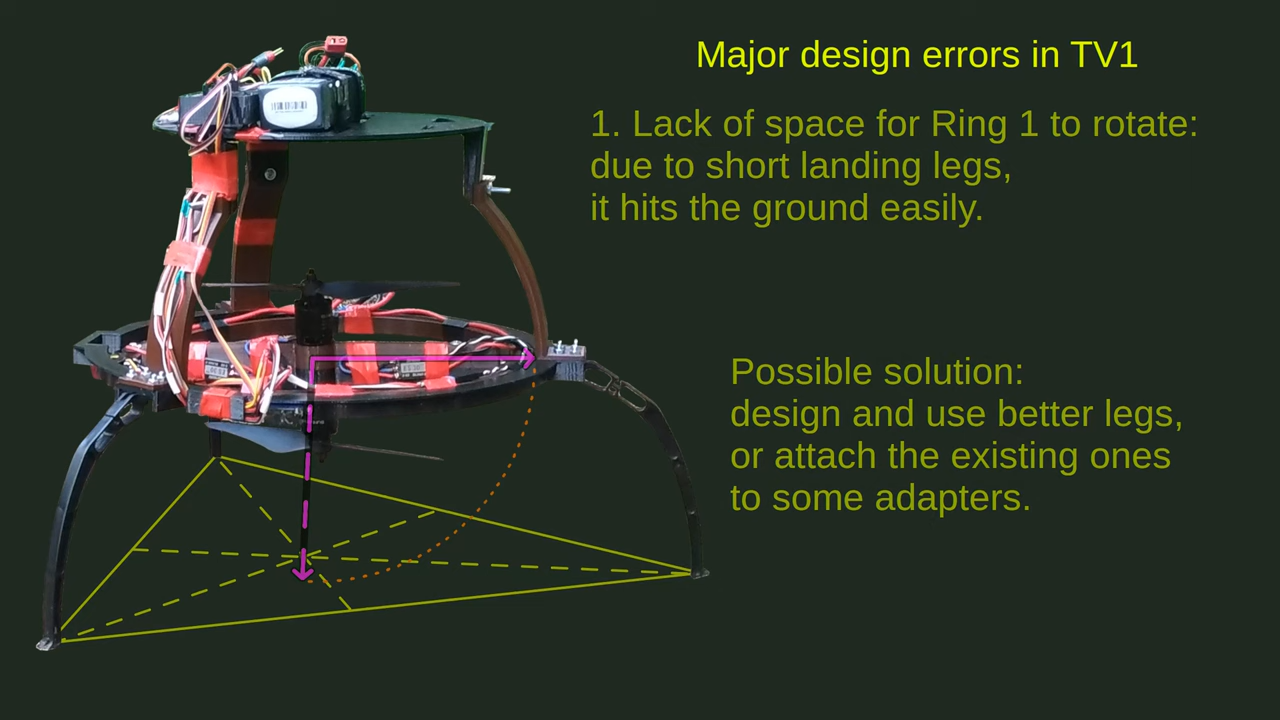 Major design errors in TV1
1. Lack of space for Ring 1 to rotate:
due to short landing legs,
it hits the ground easily.
Possible solution:
design and use better legs,
or attach the existing ones
to some adapters.